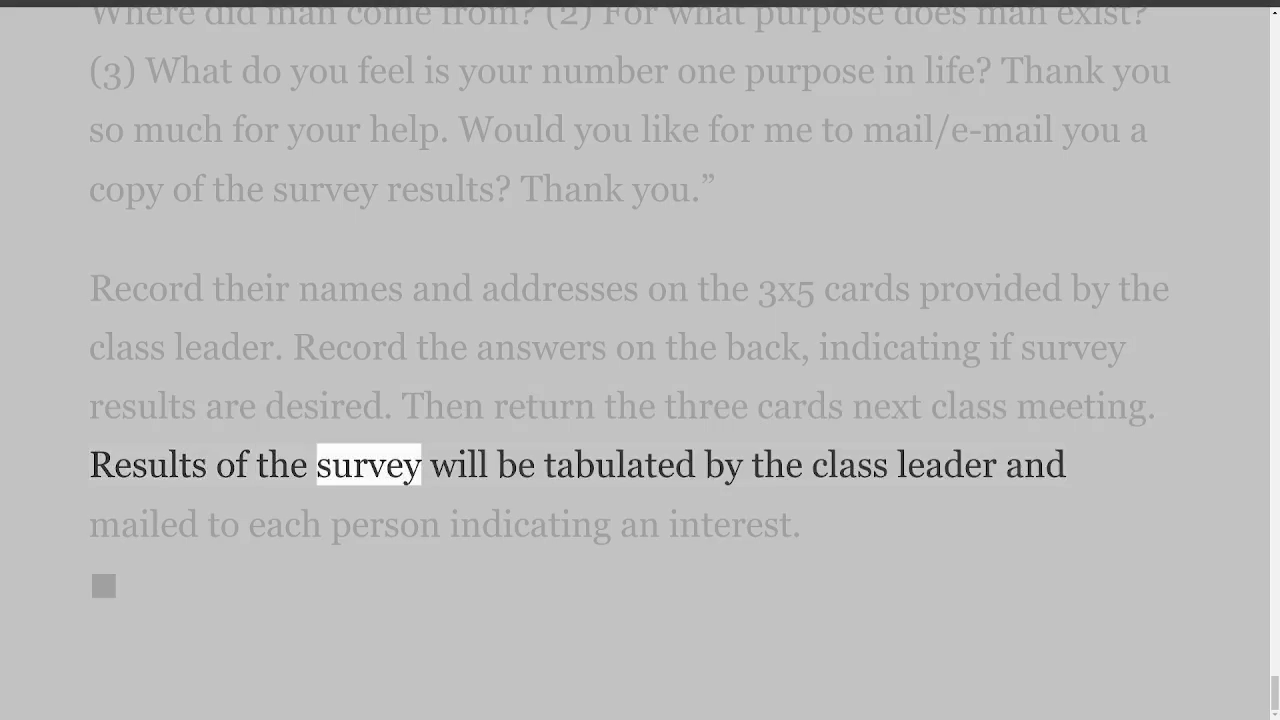 Where did man come from? (2) For what purpose does man exist?
(3) What do you feel is your number one purpose in life? Thank you
so much for your help. Would you like for me to mail/e-mail you a
copy of the survey results? Thank you.”
Record their names and addresses on the 3x5 cards provided by the
class leader. Record the answers on the back, indicating if survey
results are desired. Then return the three cards next class meeting.
Results of the survey will be tabulated by the class leader and
mailed to each person indicating an interest.